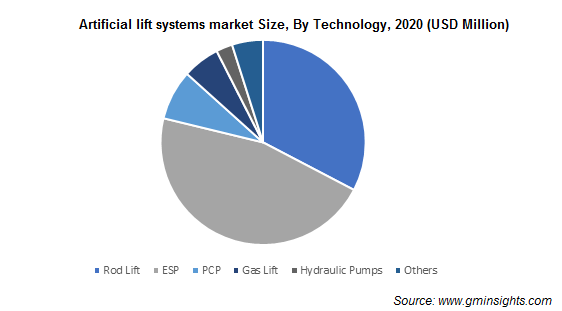 Artificial lift systems market Size, By Technology, 2020 (USD Million)
Rod Lift ESP PCP Gas Lift Hydraulic Pumps Others
Source: www.gminsights.com